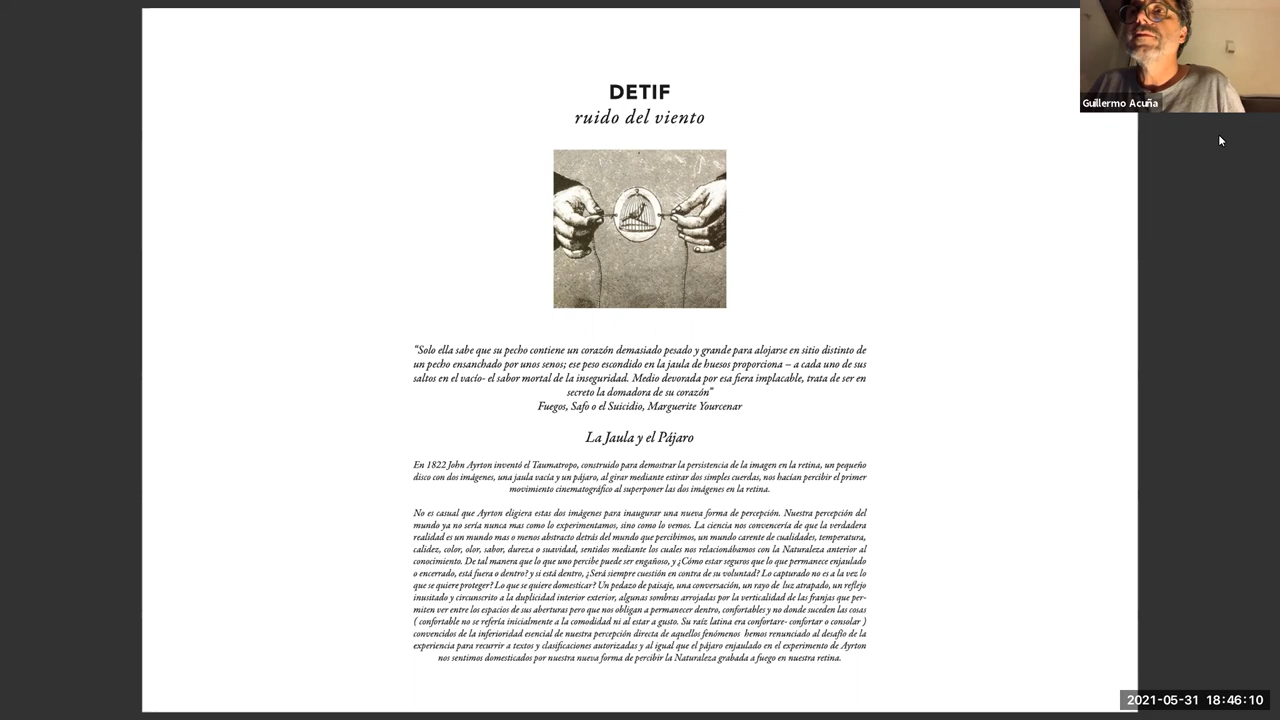 DETIF
ruido del viento
Guillermo Acuña
“Solo ella sabe que su pecho contiene un corazón demasiado pesado y grande para alojarse en sitio distinto de
un pecho ensanchado por unos senos; ese peso escondido en la jaula de huesos proporciona – a cada uno de sus
saltos en el vacío- el sabor mortal de la inseguridad. Medio devorada por esa fiera implacable, trata de ser en
secreto la domadora de su corazón”
Fuegos, Safo o el Suicidio, Marguerite Yourcenar
La Jaula y el Pájaro
En 1822 John Ayrton inventó el Taumatropo, construido para demostrar la persistencia de la imagen en la retina, un pequeño
disco con dos imágenes, una jaula vacía y un pájaro, al girar mediante estirar dos simples cuerdas, nos hacían percibir el primer
movimiento cinematográfico al superponer las dos imágenes en la retina.
No es casual que Ayrton eligiera estas dos imágenes para inaugurar una nueva forma de percepción. Nuestra percepción del
mundo ya no sería nunca mas como lo experimentamos, sino como lo vemos. La ciencia nos convencería de que la verdadera
realidad es un mundo mas o menos abstracto detrás del mundo que percibimos, un mundo carente de cualidades, temperatura,
calidez, color, olor, sabor, dureza o suavidad, sentidos mediante los cuales nos relacionábamos con la Naturaleza anterior al
conocimiento. De tal manera que lo que uno percibe puede ser engañoso, y ¿Cómo estar seguros que lo que permanece enjaulado
o encerrado, está fuera o dentro? y si está dentro, ¿Será siempre cuestión en contra de su voluntad? Lo capturado no es a la vez lo
que se quiere proteger? Lo que se quiere domesticar? Un pedazo de paisaje, una conversación, un rayo de luz atrapado, un reflejo
inusitado y circunscrito a la duplicidad interior exterior, algunas sombras arrojadas por la verticalidad de las franjas que per-
miten ver entre los espacios de sus aberturas pero que nos obligan a permanecer dentro, confortables y no donde suceden las cosas
( confortable no se refería inicialmente a la comodidad ni al estar a gusto. Su raíz latina era confortare- confortar o consolar )
convencidos de la inferioridad esencial de nuestra percepción directa de aquellos fenómenos hemos renunciado al desafío de la
experiencia para recurrir a textos y clasificaciones autorizadas y al igual que el pájaro enjaulado en el experimento de Ayrton
nos sentimos domesticados por nuestra nueva forma de percibir la Naturaleza grabada a fuego en nuestra retina.
2021-05-31 18:46:10